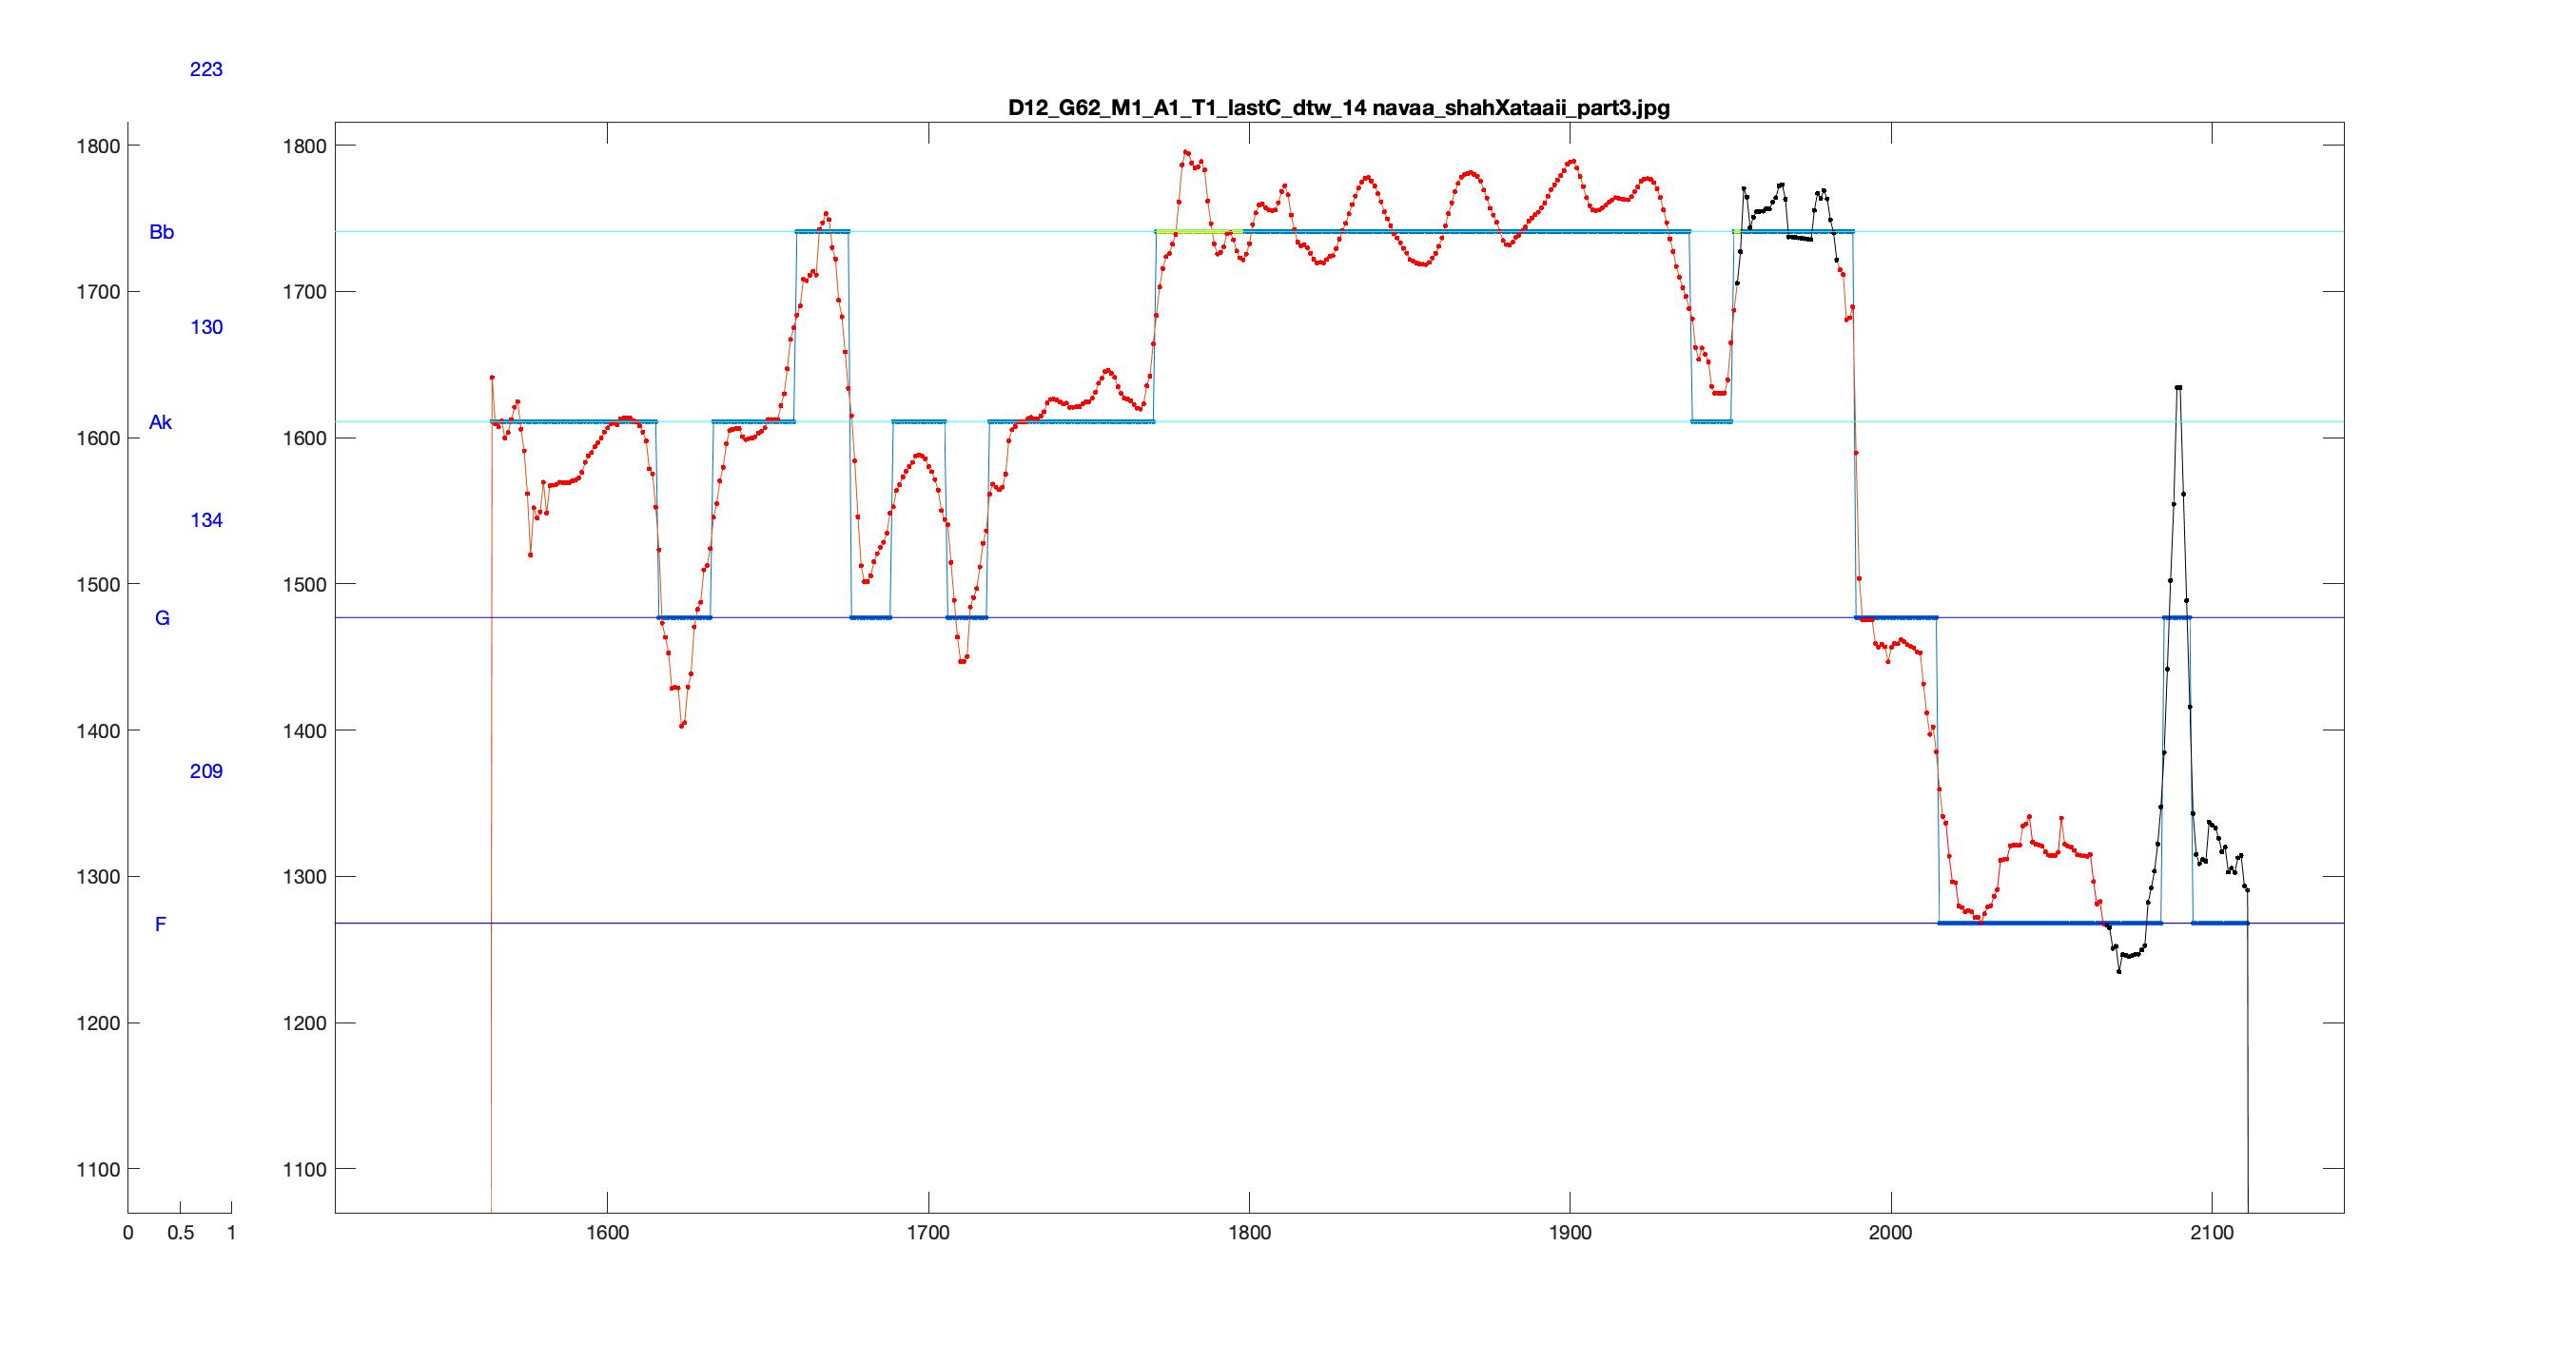 223
D12_G62_M1_A1_T1_lastC_dtw_14 navaa_shahXataaii_part3.jpg
1800 1800
Bb
1700 1700
130
Ak
1600 1600
134
1500 1500
G
1400 1400
209
1300 1300
F
1200 1200
1100 1100
0 0.5 1 1600 1700 1800 1900 2000 2100